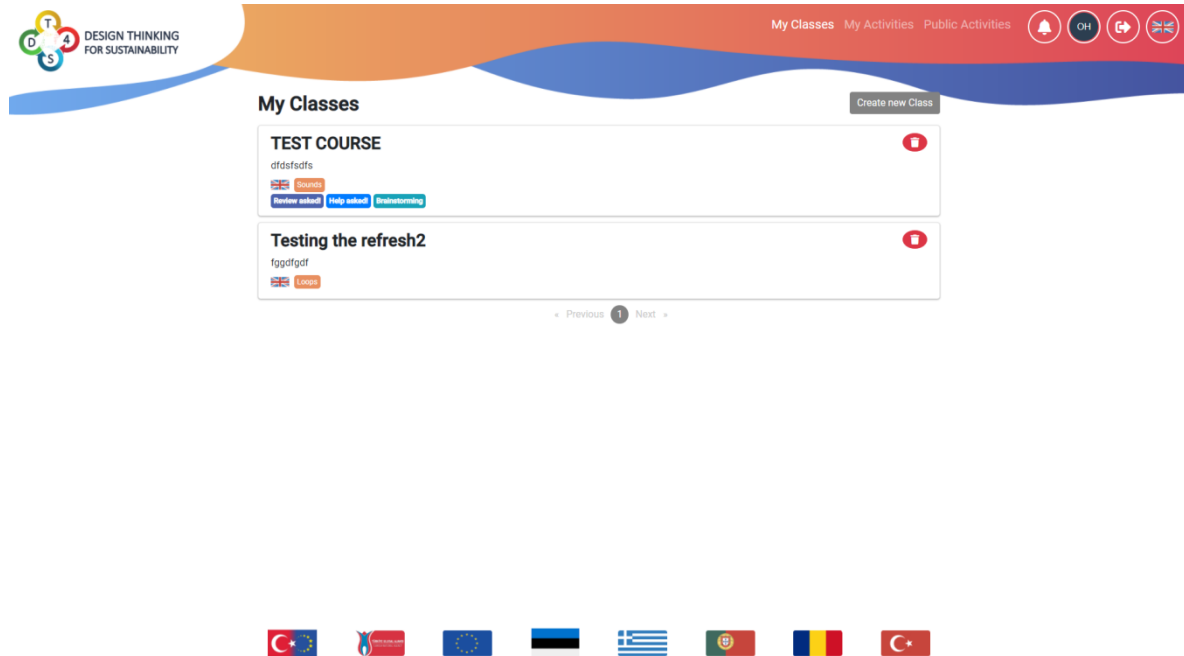 T
D 4
S
DESIGN THINKING
FOR SUSTAINABILITY
My Classes My Activities Public Activities OH
My Classes
Create new Class
TEST COURSE
dfdsfsdfs
Sounds
Review asked! Help asked! Brainstorming
Testing the refresh2
fggdfgdf
Loops
« Previous 1 Next »